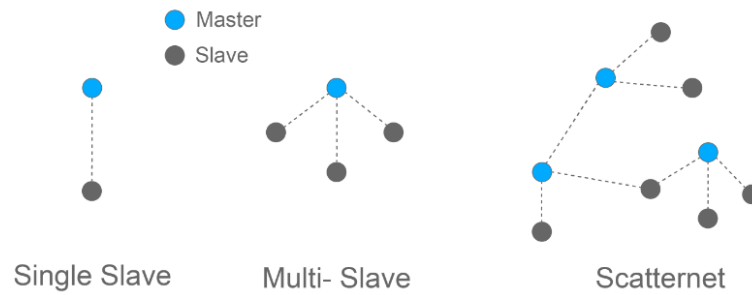 Master
Slave
Single Slave
Multi- Slave
Scatternet